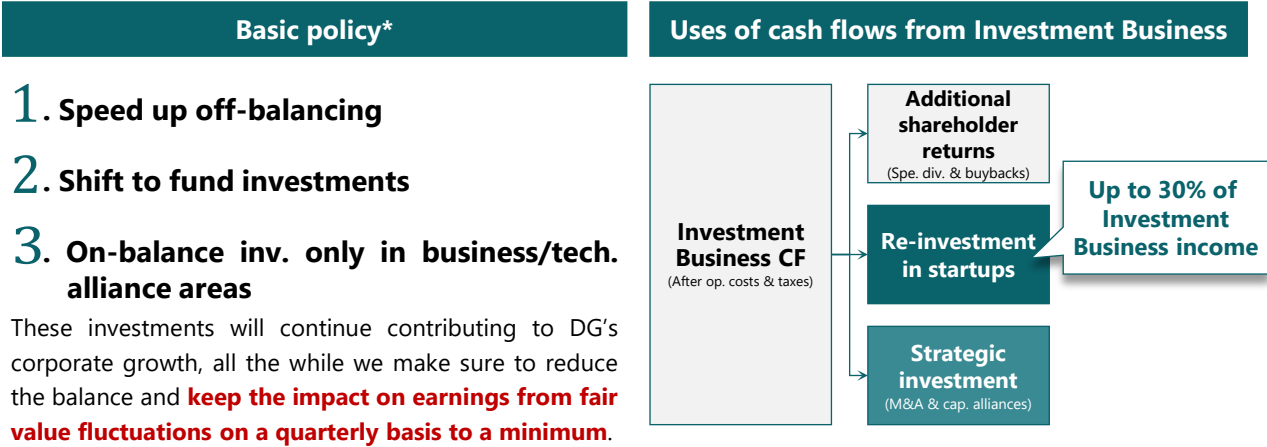 Basic policy*
1. Speed up off-balancing
2. Shift to fund investments
3. On-balance inv. only in business/tech.
alliance areas
These investments will continue contributing to DG's
corporate growth, all the while we make sure to reduce
the balance and keep the impact on earnings from fair
value fluctuations on a quarterly basis to a minimum.
Uses of cash flows from Investment Business
Investment
Business CF
(After op. costs & taxes)
Additional
shareholder
returns
(Spe. div. & buybacks)
Re-investment
in startups
Up to 30% of
Investment
Business income
Strategic
investment
(M&A & cap. alliances)